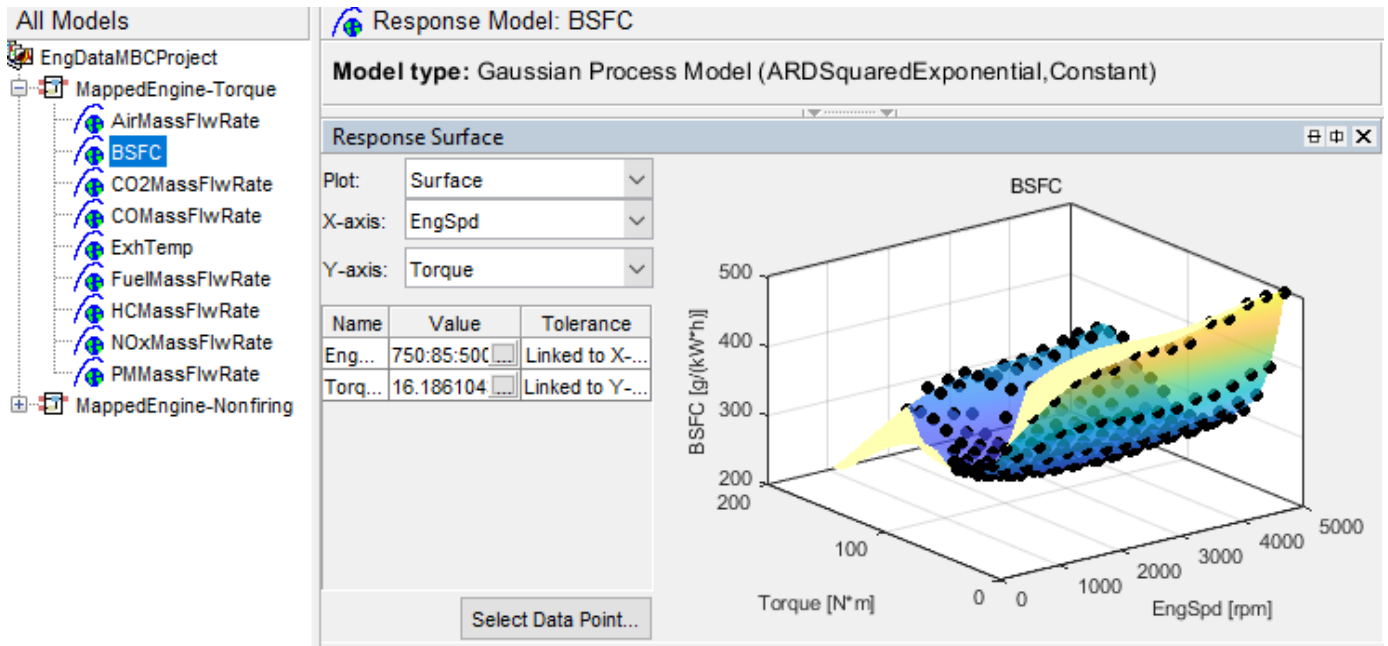 All Models
EngDataMBCProject
MappedEngine-Torque
AirMassFlwRate
BSFC
CO2MassFlwRate
COMassFlwRate
ExhTemp
FuelMassFlwRate
HCMassFlwRate
NOxMassFlwRate
PMMassFlwRate
MappedEngine-Nonfiring
Response Model: BSFC
Model type: Gaussian Process Model (ARDSquaredExponential,Constant)
Response Surface
Plot: Surface
X-axis: EngSpd
Y-axis: Torque
Name Value Tolerance
Eng... 750:85:500 ... Linked to X-...
Torq... 16.186104 ... Linked to Y-...
Select Data Point...
BSFC
500
400
300
200
BSFC [g/(kW*h)]
200
100
0
Torque [N*m]
0
1000
2000
3000
4000
5000
EngSpd [rpm]